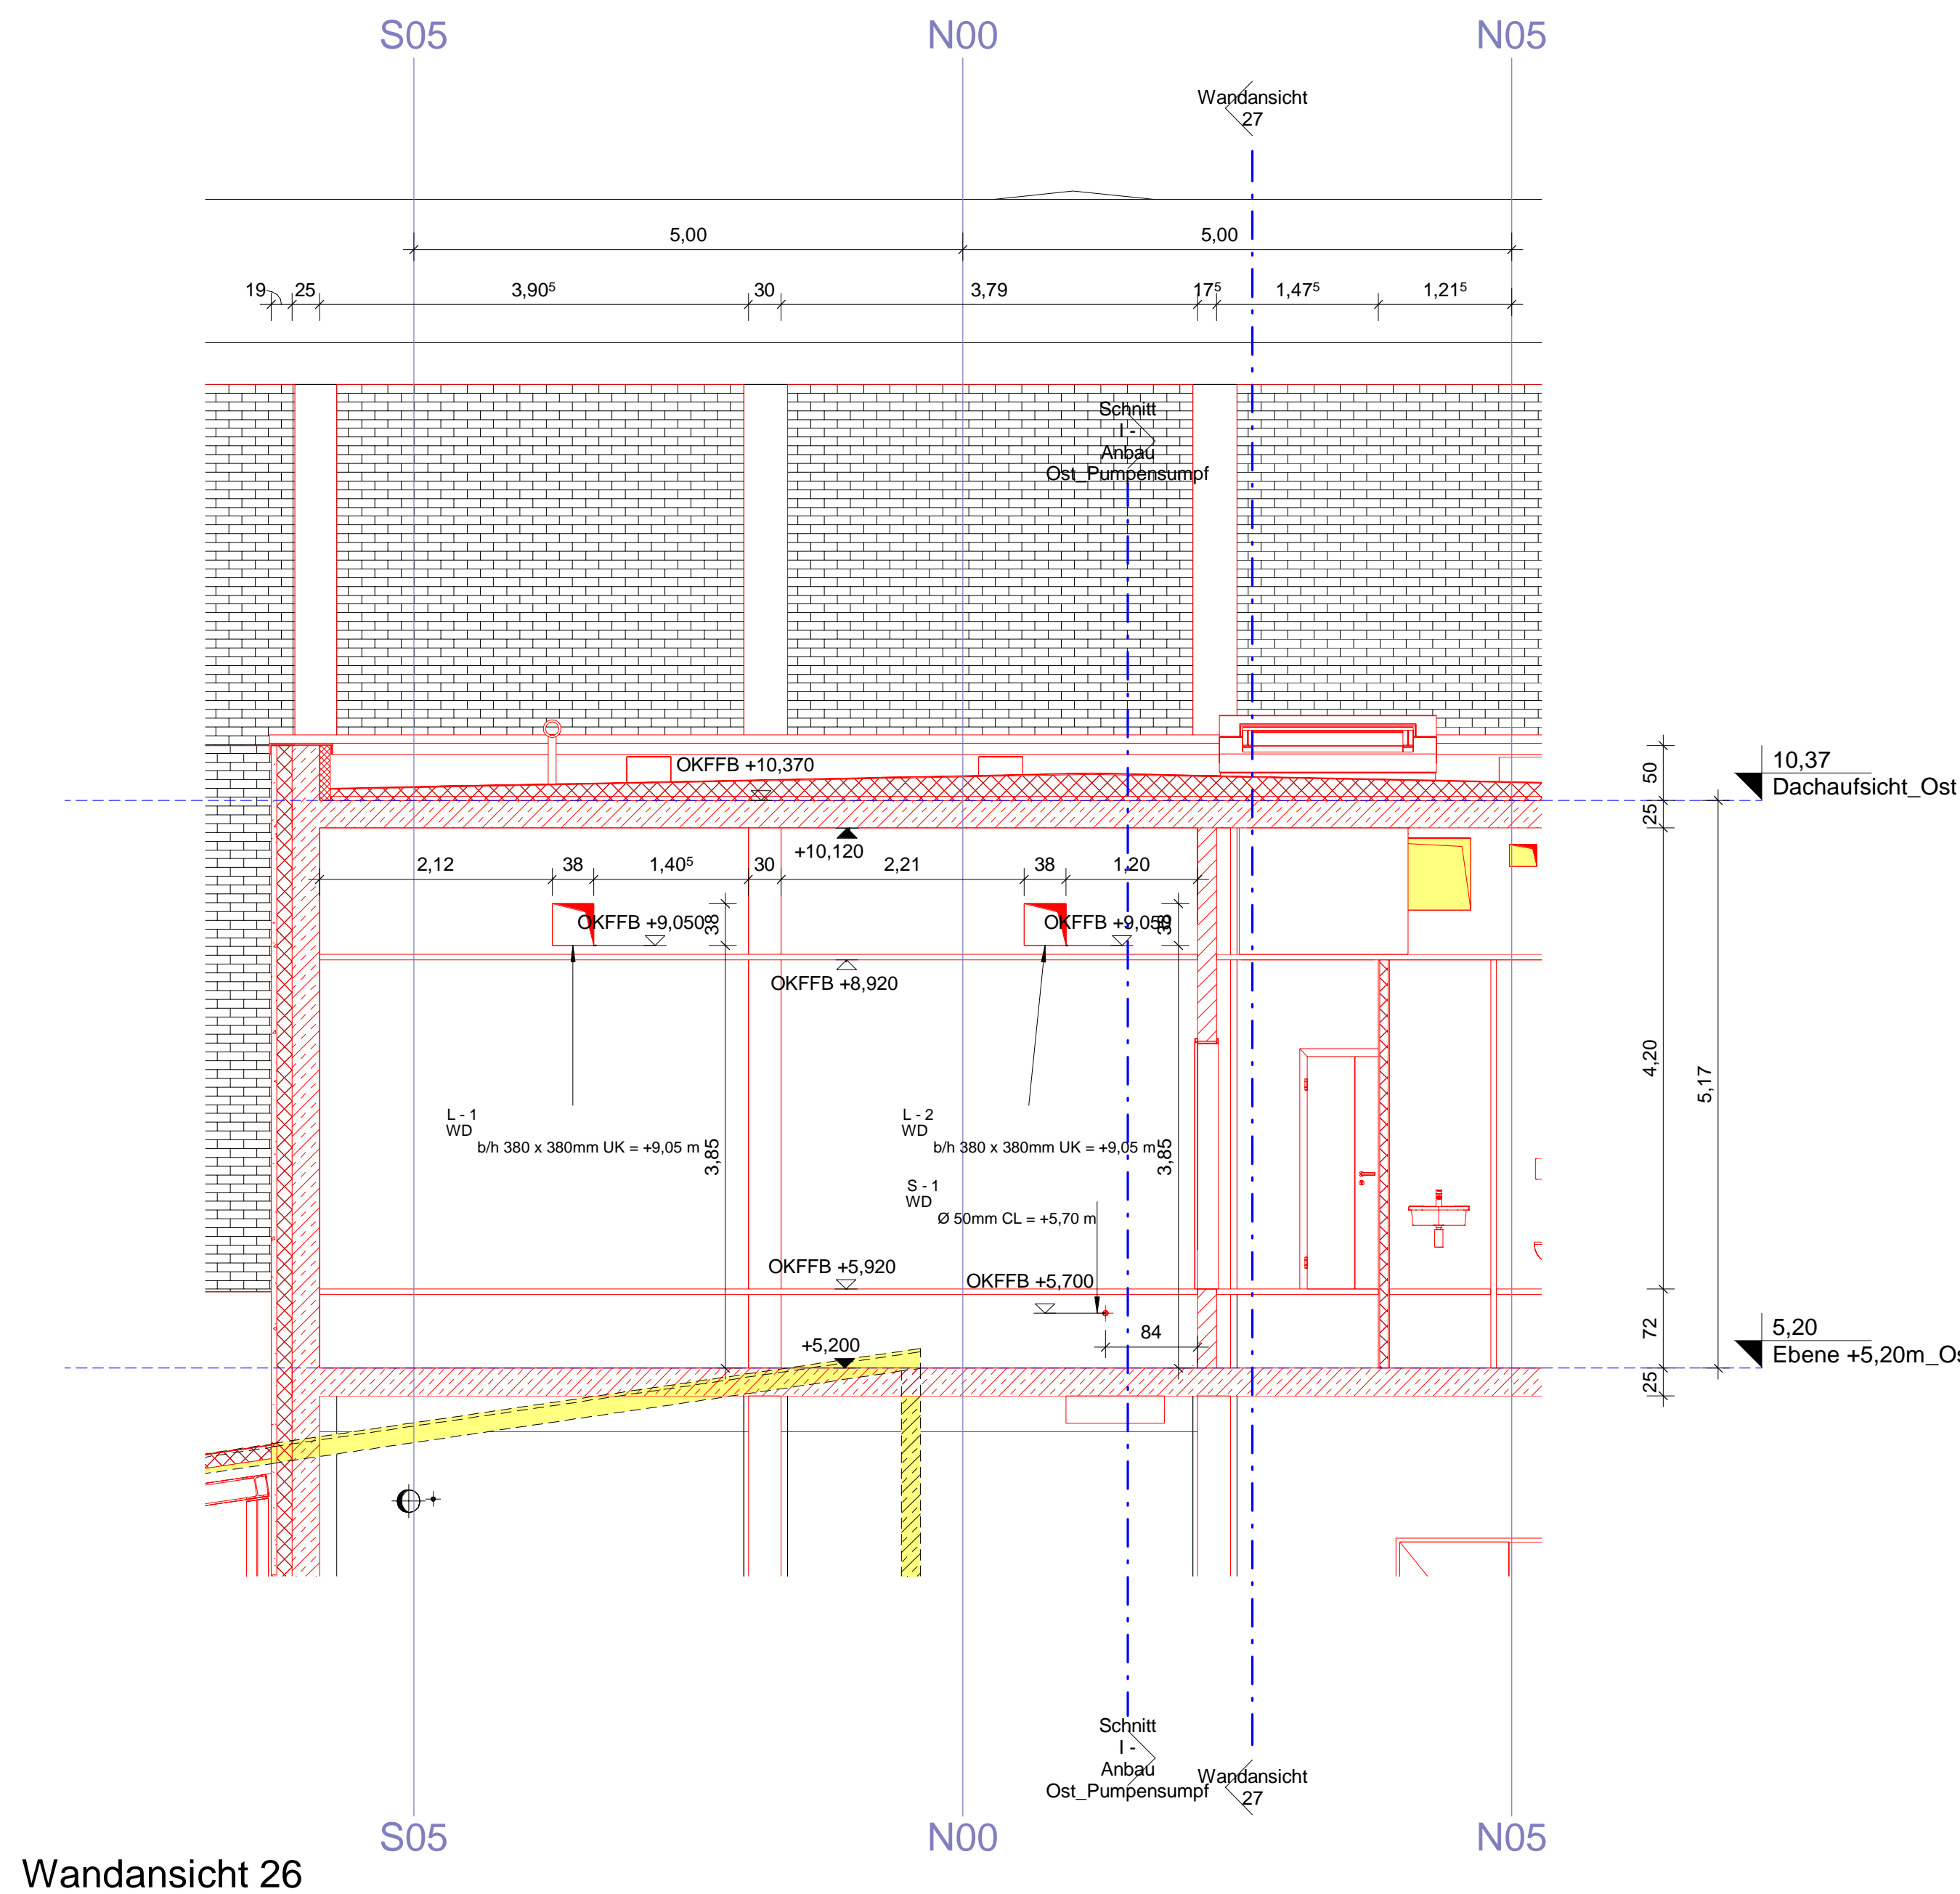 S05 N00 N05
Wandansicht
27
5,00 5,00
19 25 3,90⁵ 30 3,79 17⁵ 1,47⁵ 1,21⁵
Schnitt
I -
Anbau
Ost_Pumpensumpf
OKFFB +10,370
10,37
Dachaufsicht_Ost
50
25
+10,120
2,12 38 1,40⁵ 30 2,21 38 1,20
OKFFB +9,050
38
OKFFB +9,050
38
OKFFB +8,920
4,20
5,17
L - 1
WD
b/h 380 x 380mm UK = +9,05 m
3,85
L - 2
WD
b/h 380 x 380mm UK = +9,05 m
3,85
S - 1
WD
Ø 50mm CL = +5,70 m
OKFFB +5,920
OKFFB +5,700
84
72
+5,200
5,20
Ebene +5,20m_Os
25
Schnitt
I -
Anbau
Ost_Pumpensumpf
Wandansicht
27
S05 N00 N05
Wandansicht 26